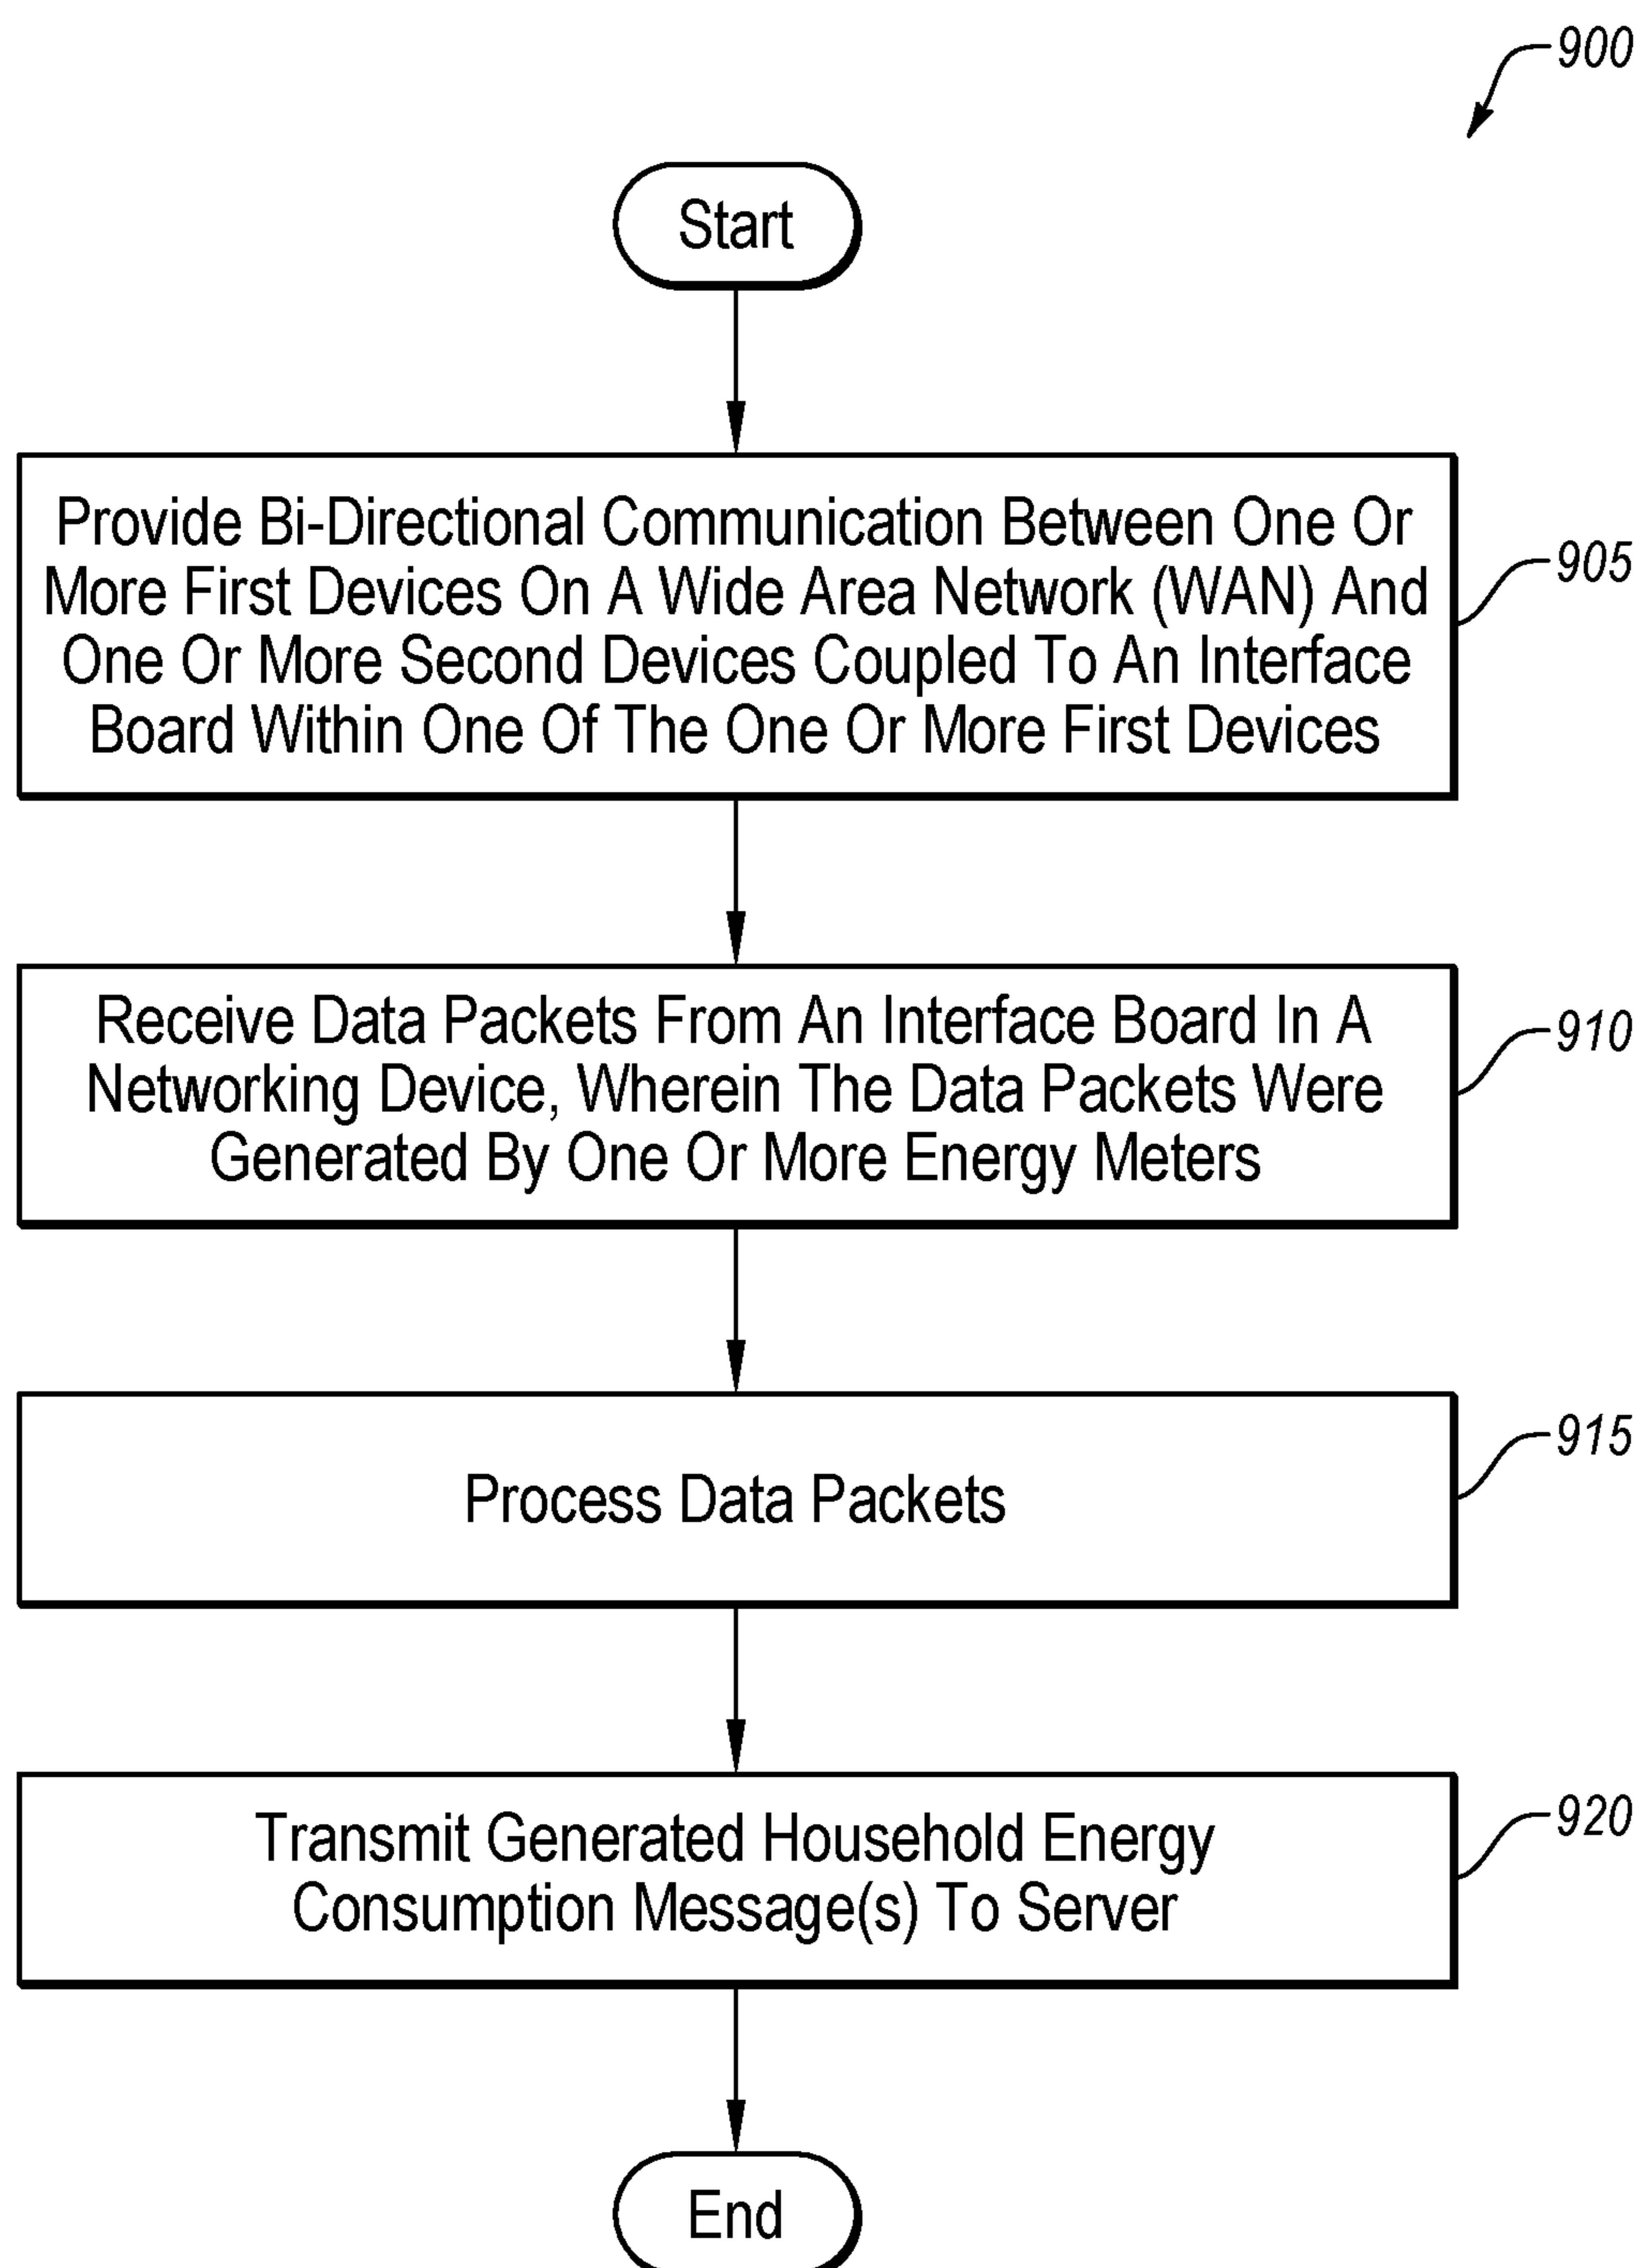 900
Start
Provide Bi-Directional Communication Between One Or
More First Devices On A Wide Area Network (WAN) And
One Or More Second Devices Coupled To An Interface
Board Within One Of The One Or More First Devices
905
Receive Data Packets From An Interface Board In A
Networking Device, Wherein The Data Packets Were
Generated By One Or More Energy Meters
910
Process Data Packets
915
Transmit Generated Household Energy
Consumption Message(s) To Server
920
End